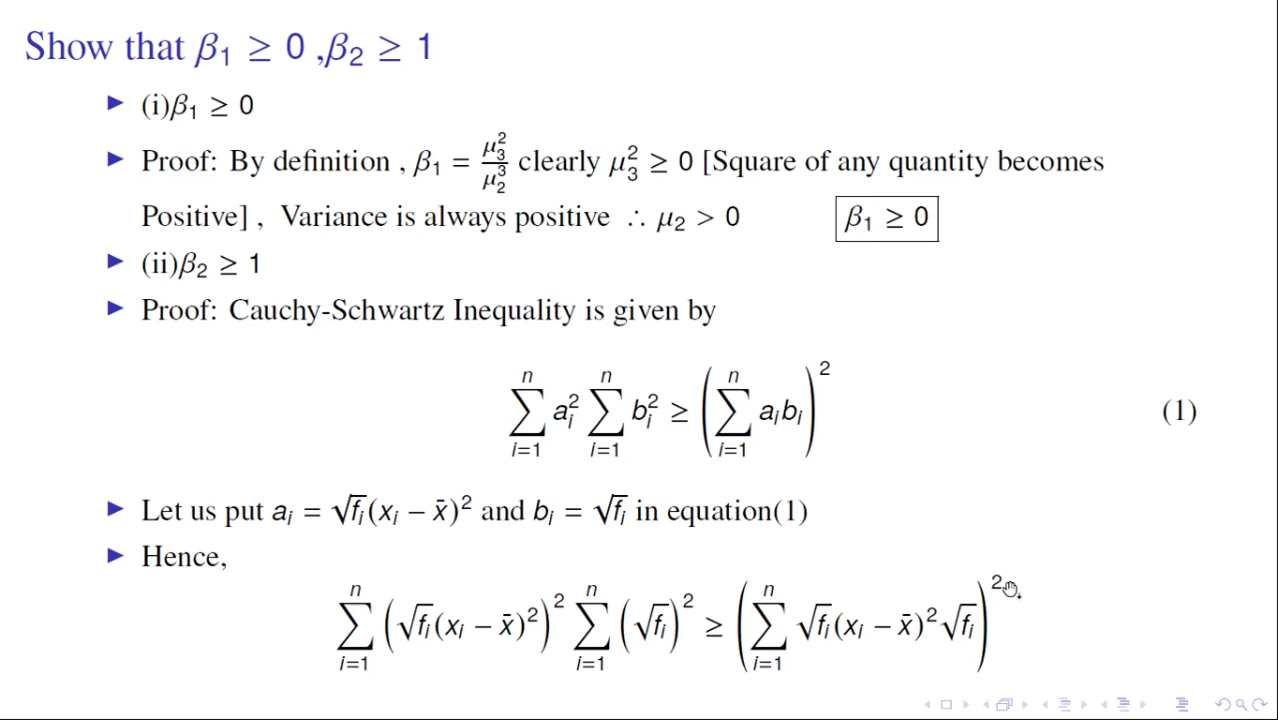 Show that β₁ ≥ 0 ,β₂ ≥ 1
(i)β₁ ≥ 0
Proof: By definition , β₁ = μ₃²/μ₂³ clearly μ₃² ≥ 0 [Square of any quantity becomes
Positive] , Variance is always positive ∴ μ₂ > 0 β₁ ≥ 0
(ii)β₂ ≥ 1
Proof: Cauchy-Schwartz Inequality is given by
∑_{i=1}^{n} a_i² ∑_{i=1}^{n} b_i² ≥ (∑_{i=1}^{n} a_i b_i)² (1)
Let us put a_i = √f_i(x_i − x̄)² and b_i = √f_i in equation(1)
Hence,
∑_{i=1}^{n} (√f_i(x_i − x̄)²)² ∑_{i=1}^{n} (√f_i)² ≥ (∑_{i=1}^{n} √f_i(x_i − x̄)²√f_i)²